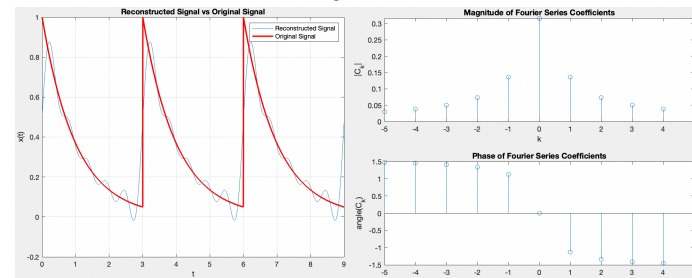 Reconstructed Signal vs Original Signal
Reconstructed Signal
Original Signal
1
0.8
0.6
0.4
0.2
0
-0.2
x(t)
0 1 2 3 4 5 6 7 8 9
t
Magnitude of Fourier Series Coefficients
0.3
0.25
0.2
0.15
0.1
0.05
0
|C_k|
-5 -4 -3 -2 -1 0 1 2 3 4
k
Phase of Fourier Series Coefficients
1.5
1
0.5
0
-0.5
-1
-1.5
angle(C_k)
-5 -4 -3 -2 -1 0 1 2 3 4